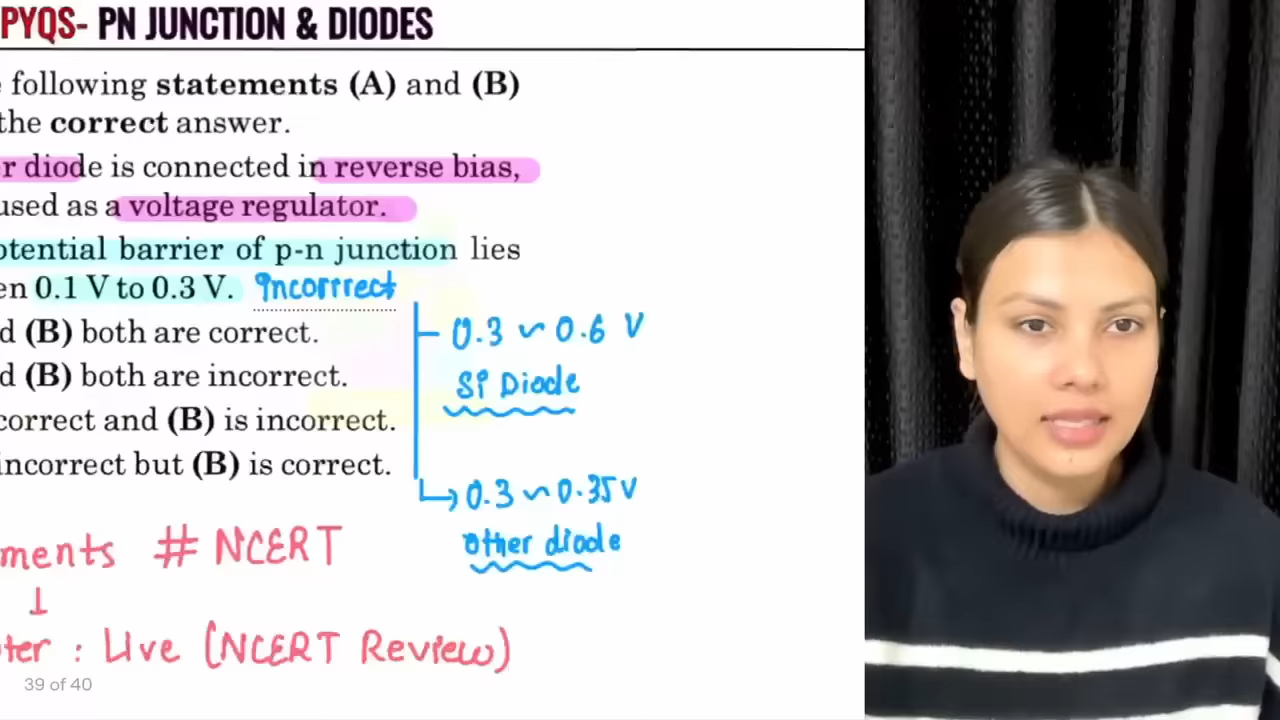 PYQS- PN JUNCTION & DIODES
following statements (A) and (B)
the correct answer.
r diode is connected in reverse bias,
used as a voltage regulator.
otential barrier of p-n junction lies
en 0.1 V to 0.3 V. incorrrect
d (B) both are correct.
0.3 ~ 0.6 V
d (B) both are incorrect.
Si Diode
correct and (B) is incorrect.
incorrect but (B) is correct.
0.3 ~ 0.35 V
other diode
ments # NCERT
ter : Live (NCERT Review)
39 of 40